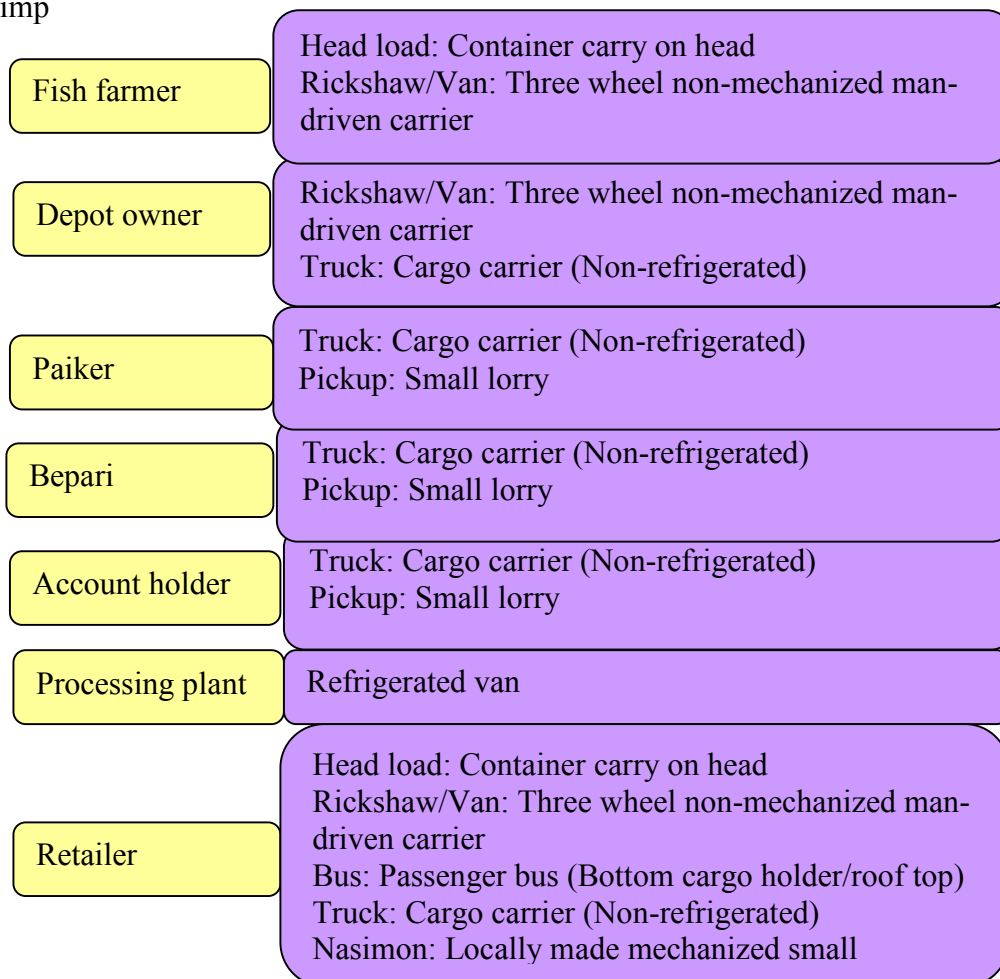 imp
Fish farmer
Head load: Container carry on head
Rickshaw/Van: Three wheel non-mechanized man-
driven carrier
Depot owner
Rickshaw/Van: Three wheel non-mechanized man-
driven carrier
Truck: Cargo carrier (Non-refrigerated)
Paiker
Truck: Cargo carrier (Non-refrigerated)
Pickup: Small lorry
Bepari
Truck: Cargo carrier (Non-refrigerated)
Pickup: Small lorry
Account holder
Truck: Cargo carrier (Non-refrigerated)
Pickup: Small lorry
Processing plant
Refrigerated van
Retailer
Head load: Container carry on head
Rickshaw/Van: Three wheel non-mechanized man-
driven carrier
Bus: Passenger bus (Bottom cargo holder/roof top)
Truck: Cargo carrier (Non-refrigerated)
Nasimon: Locally made mechanized small